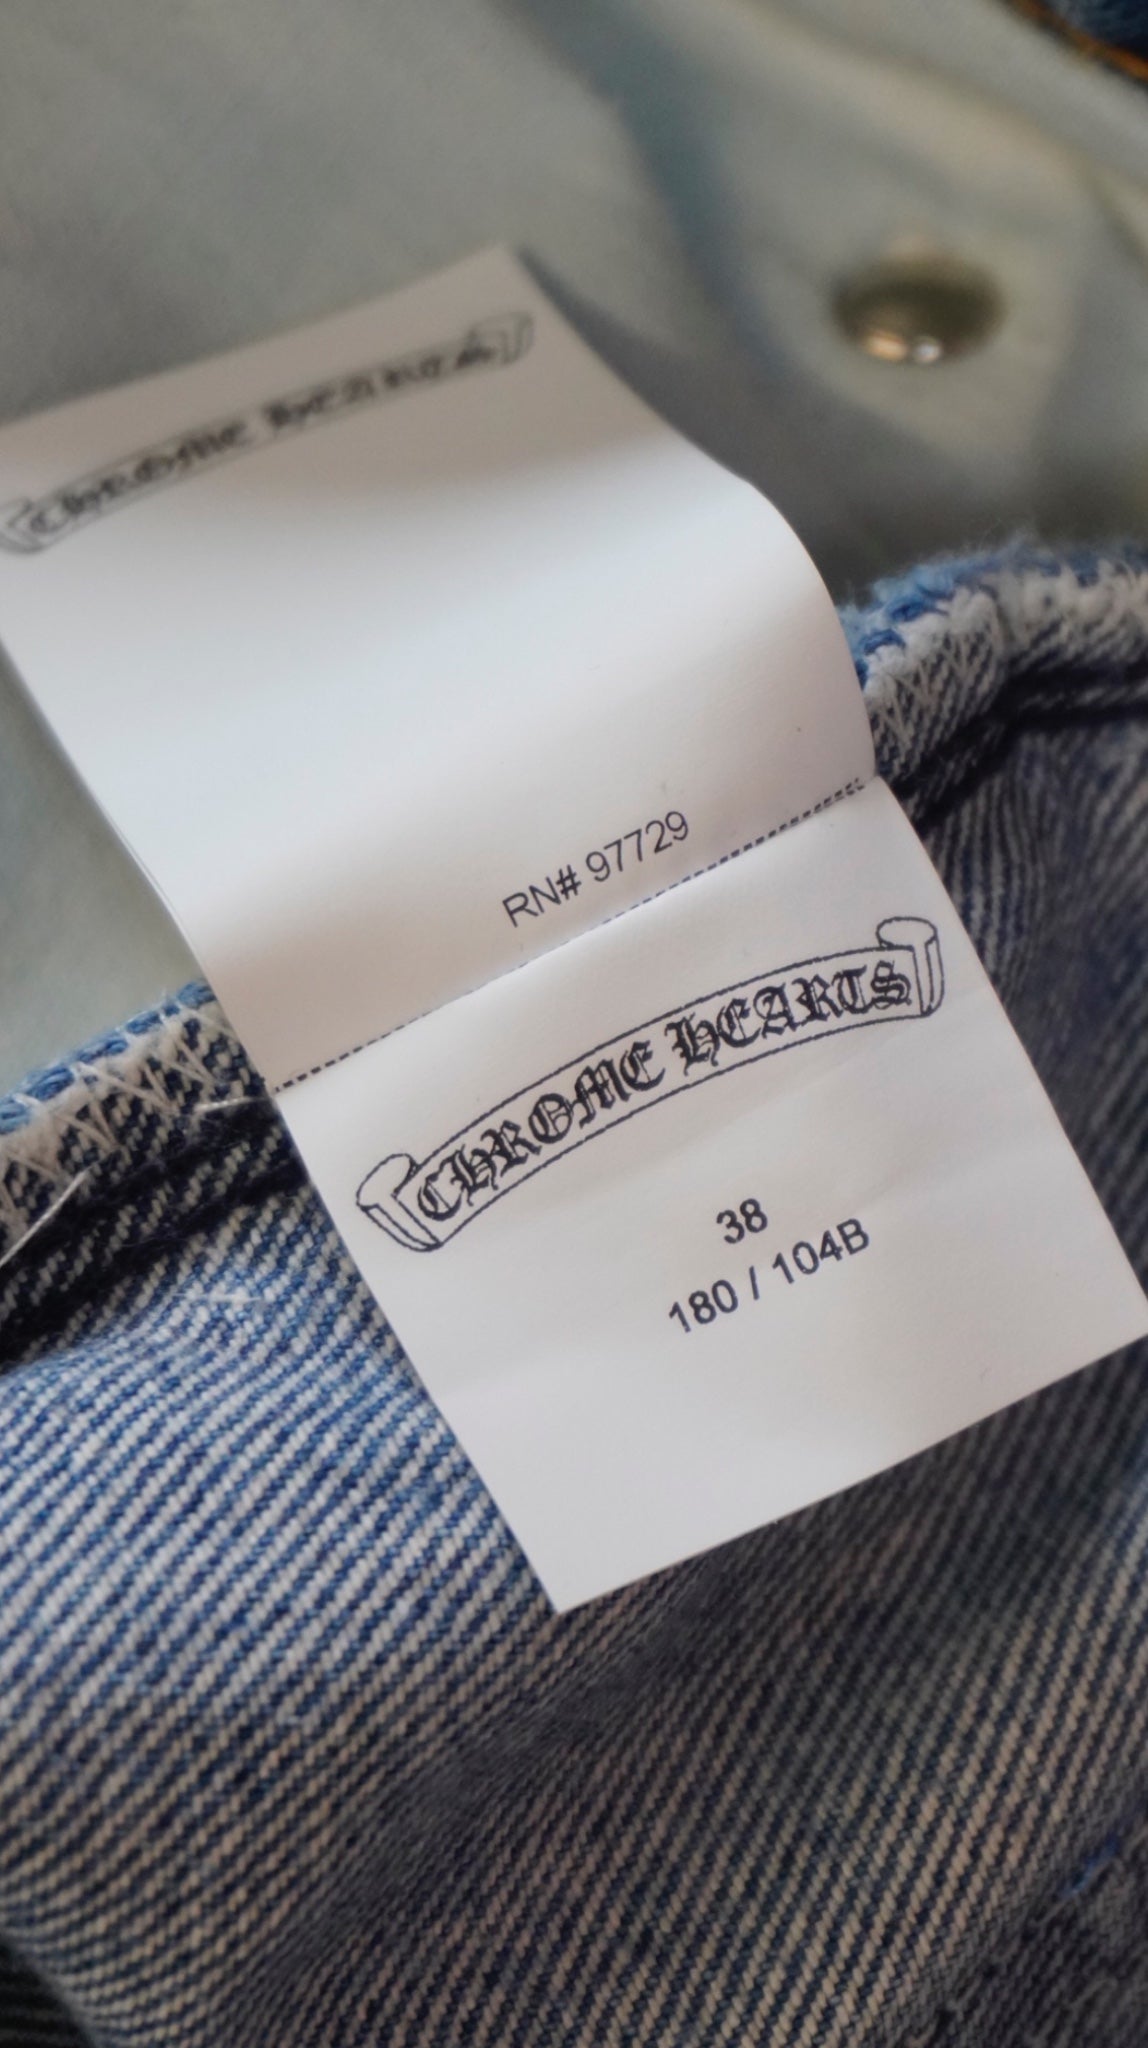 CHROME HEARTS
RN# 97729
CHROME HEARTS
38
180 / 104B